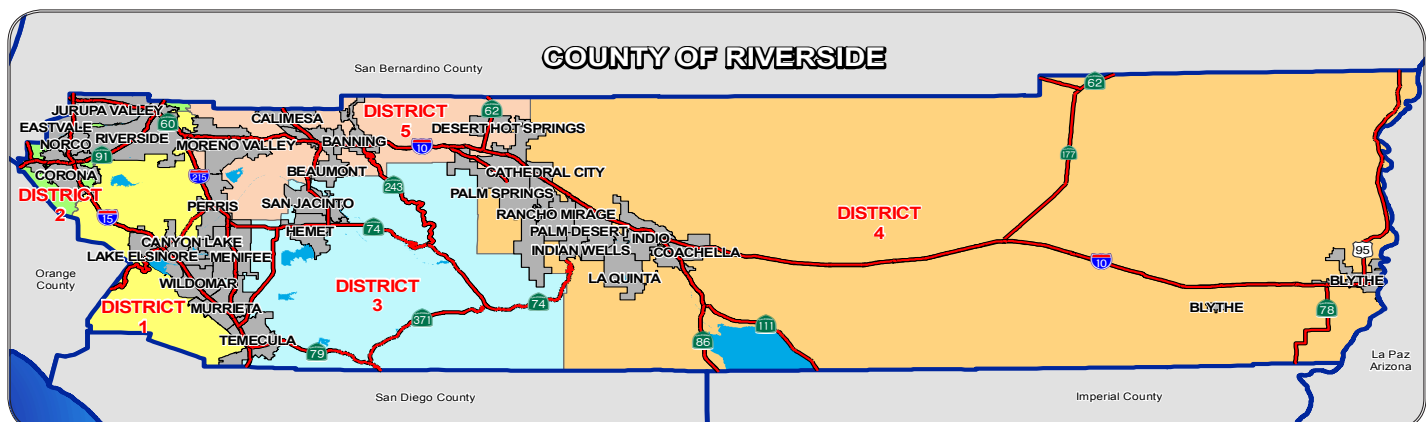 COUNTY OF RIVERSIDE
San Bernardino County
62
JURUPA VALLEY
CALIMESA
DISTRICT
5
62
EASTVALE
60
DESERT HOT SPRINGS
NORCO
RIVERSIDE
MORENO VALLEY
BANNING
10
91
177
CORONA
215
BEAUMONT
CATHEDRAL CITY
243
PALM SPRINGS
DISTRICT
2
15
PERRIS
SAN JACINTO
RANCHO MIRAGE
DISTRICT
4
HEMET
74
PALM DESERT
INDIO
CANYON LAKE
LAKE ELSINORE
MENIFEE
INDIAN WELLS
COACHELLA
10
95
Orange
County
WILDOMAR
DISTRICT
3
LA QUINTA
BLYTHE
DISTRICT
1
MURRIETA
74
BLYTHE
78
371
111
TEMECULA
79
86
La Paz
Arizona
San Diego County
Imperial County